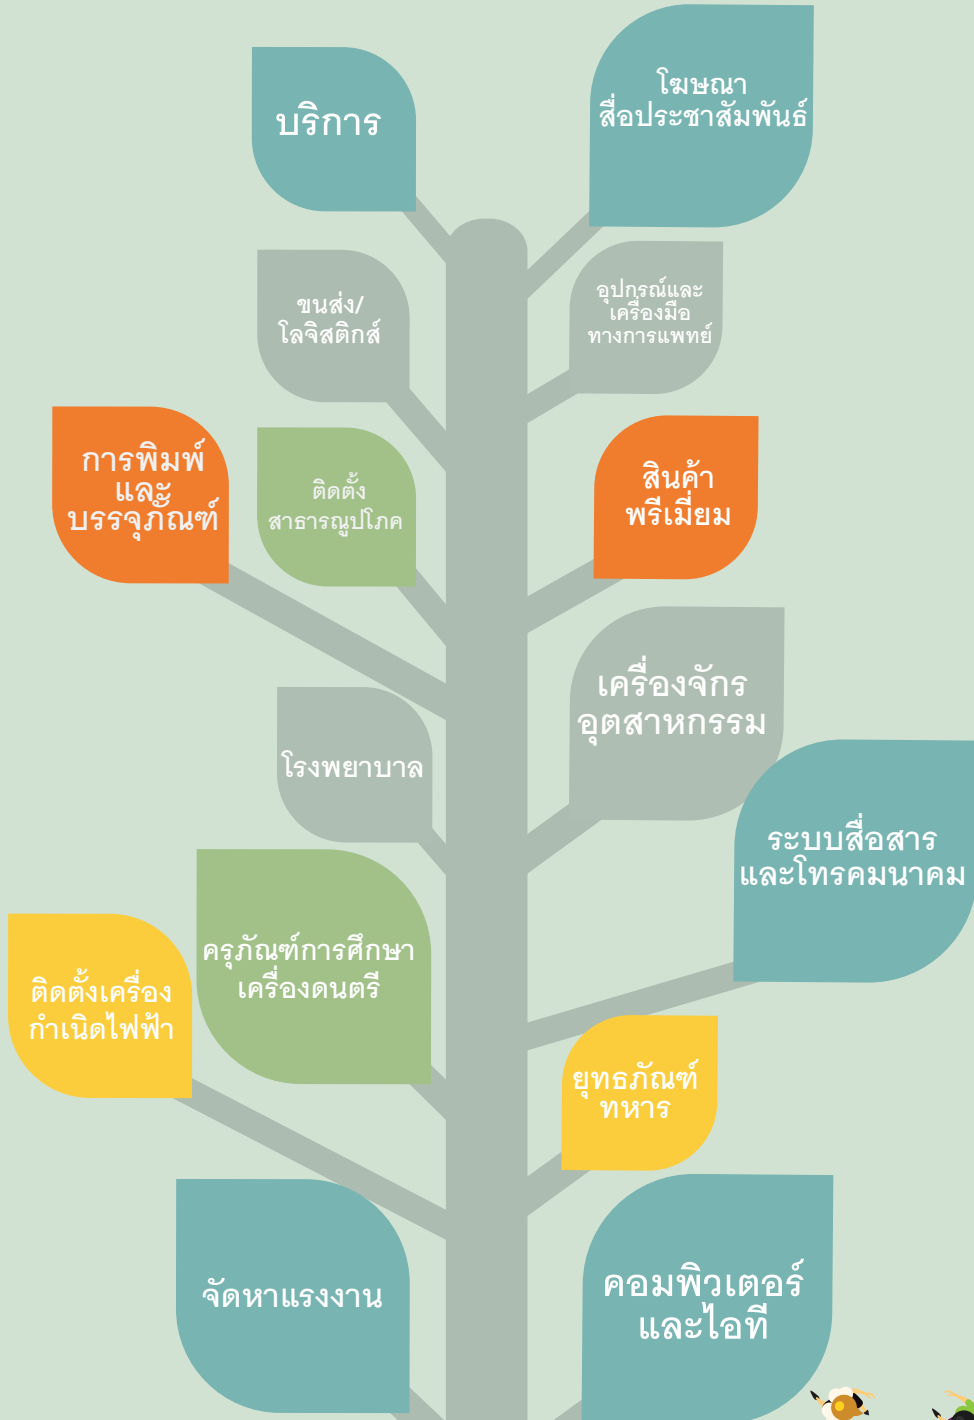 บริการ
โฆษณา
สื่อประชาสัมพันธ์
ขนส่ง/
โลจิสติกส์
อุปกรณ์และ
เครื่องมือ
ทางการแพทย์
การพิมพ์
และ
บรรจุภัณฑ์
ติดตั้ง
สาธารณูปโภค
สินค้า
พรีเมี่ยม
เครื่องจักร
อุตสาหกรรม
โรงพยาบาล
ระบบสื่อสาร
และโทรคมนาคม
ติดตั้งเครื่อง
กำเนิดไฟฟ้า
ครุภัณฑ์การศึกษา
เครื่องดนตรี
ยุทธภัณฑ์
ทหาร
จัดหาแรงงาน
คอมพิวเตอร์
และไอที